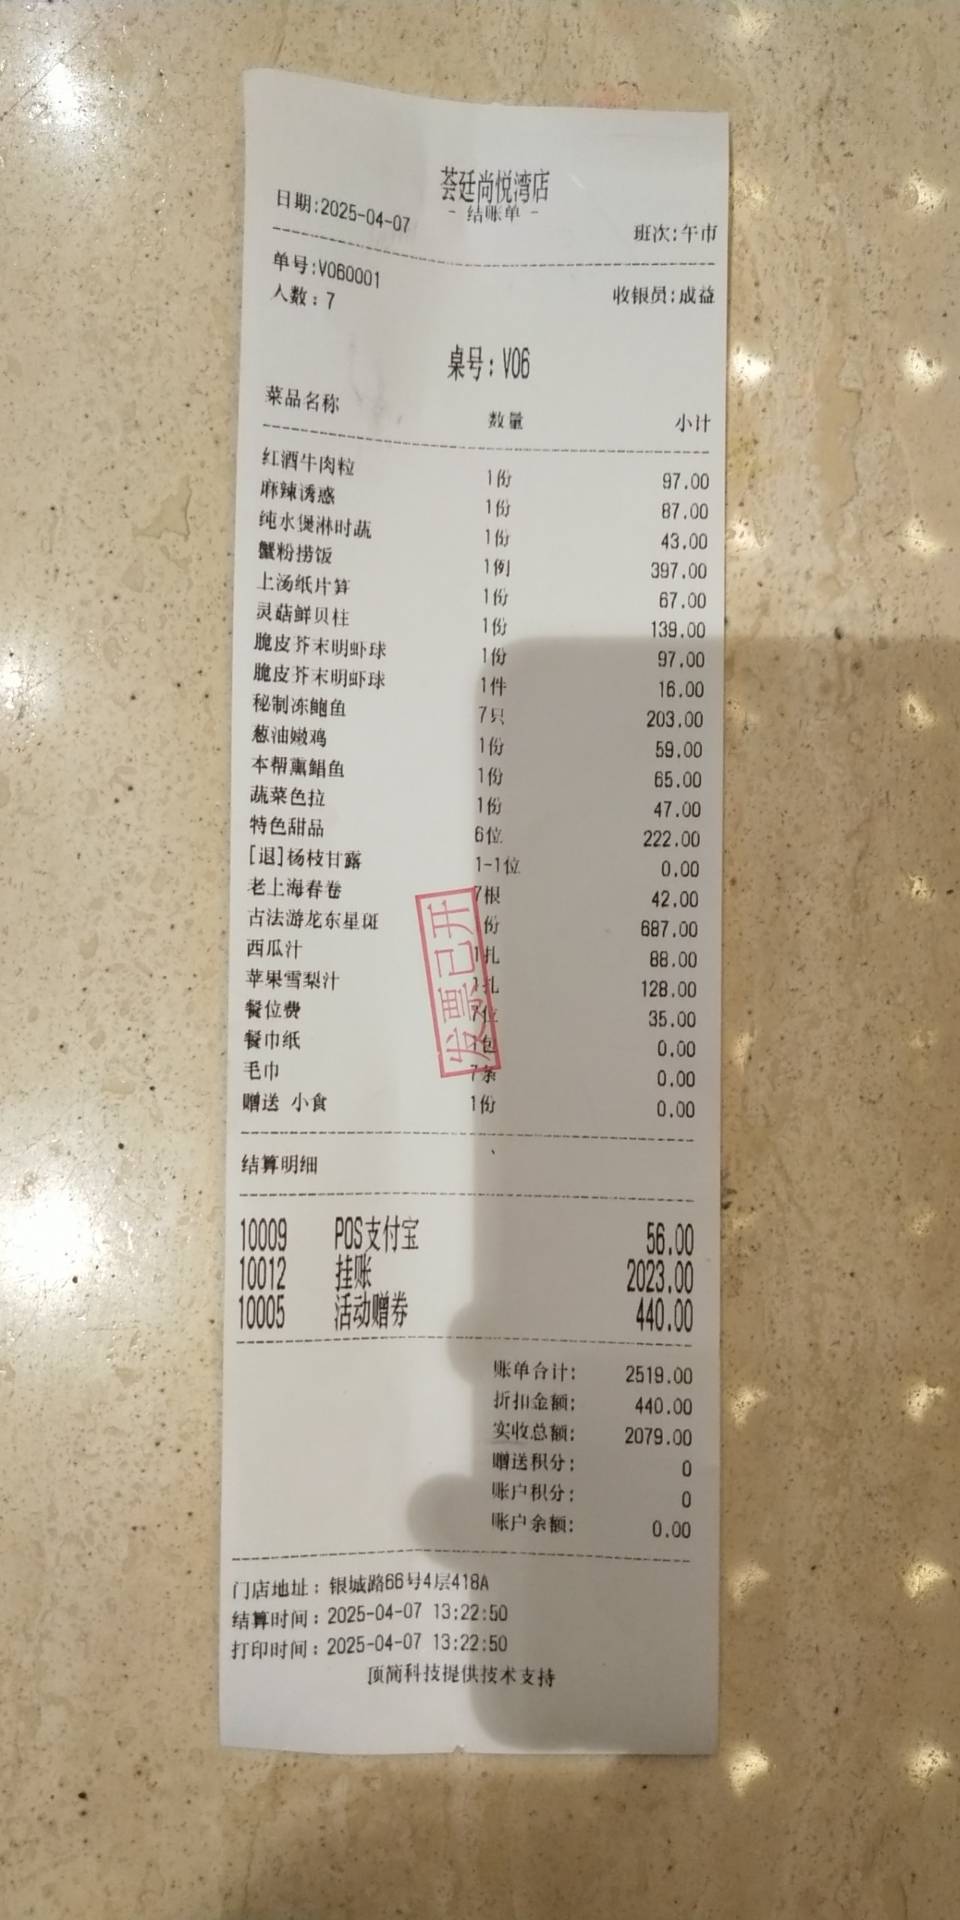 荟廷尚悦湾店
- 结账单 -
日期:2025-04-07 班次:午市
单号:V060001
人数:7 收银员:成益
桌号:V06
菜品名称 数量 小计
红酒牛肉粒 1份 97.00
麻辣诱惑 1份 87.00
纯水煲淋时蔬 1份 43.00
蟹粉捞饭 1例 397.00
上汤纸片笋 1份 67.00
灵菇鲜贝柱 1份 139.00
脆皮芥末明虾球 1份 97.00
脆皮芥末明虾球 1件 16.00
秘制冻鲍鱼 7只 203.00
葱油嫩鸡 1份 59.00
本帮熏鲳鱼 1份 65.00
蔬菜色拉 1份 47.00
特色甜品 6位 222.00
[退]杨枝甘露 1-1位 0.00
老上海春卷 7根 42.00
古法游龙东星斑 1份 687.00
西瓜汁 1扎 88.00
苹果雪梨汁 1扎 128.00
餐位费 7位 35.00
餐巾纸 1包 0.00
毛巾 7条 0.00
赠送 小食 1份 0.00
发票已开
结算明细
10009 POS支付宝 56.00
10012 挂账 2023.00
10005 活动赠券 440.00
账单合计: 2519.00
折扣金额: 440.00
实收总额: 2079.00
赠送积分: 0
账户积分: 0
账户余额: 0.00
门店地址:银城路66号4层418A
结算时间:2025-04-07 13:22:50
打印时间:2025-04-07 13:22:50
顶简科技提供技术支持